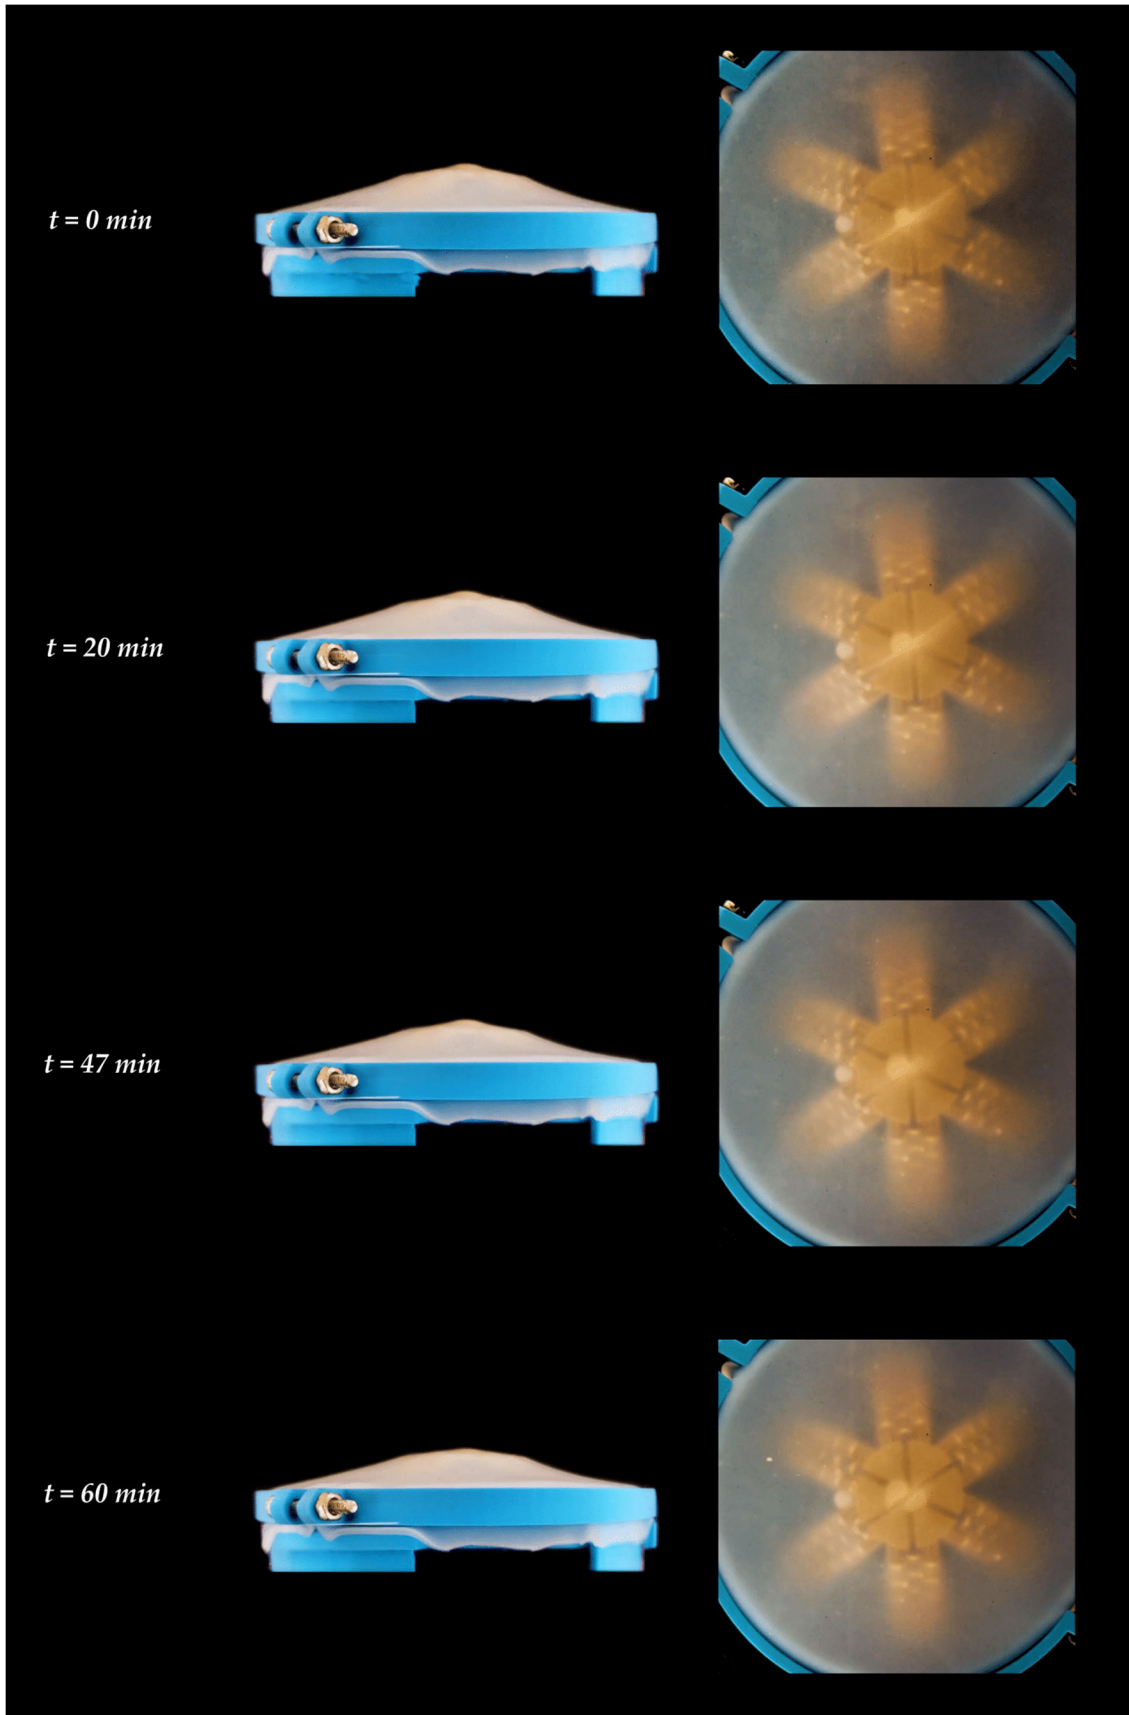 t = 0 min
t = 20 min
t = 47 min
t = 60 min